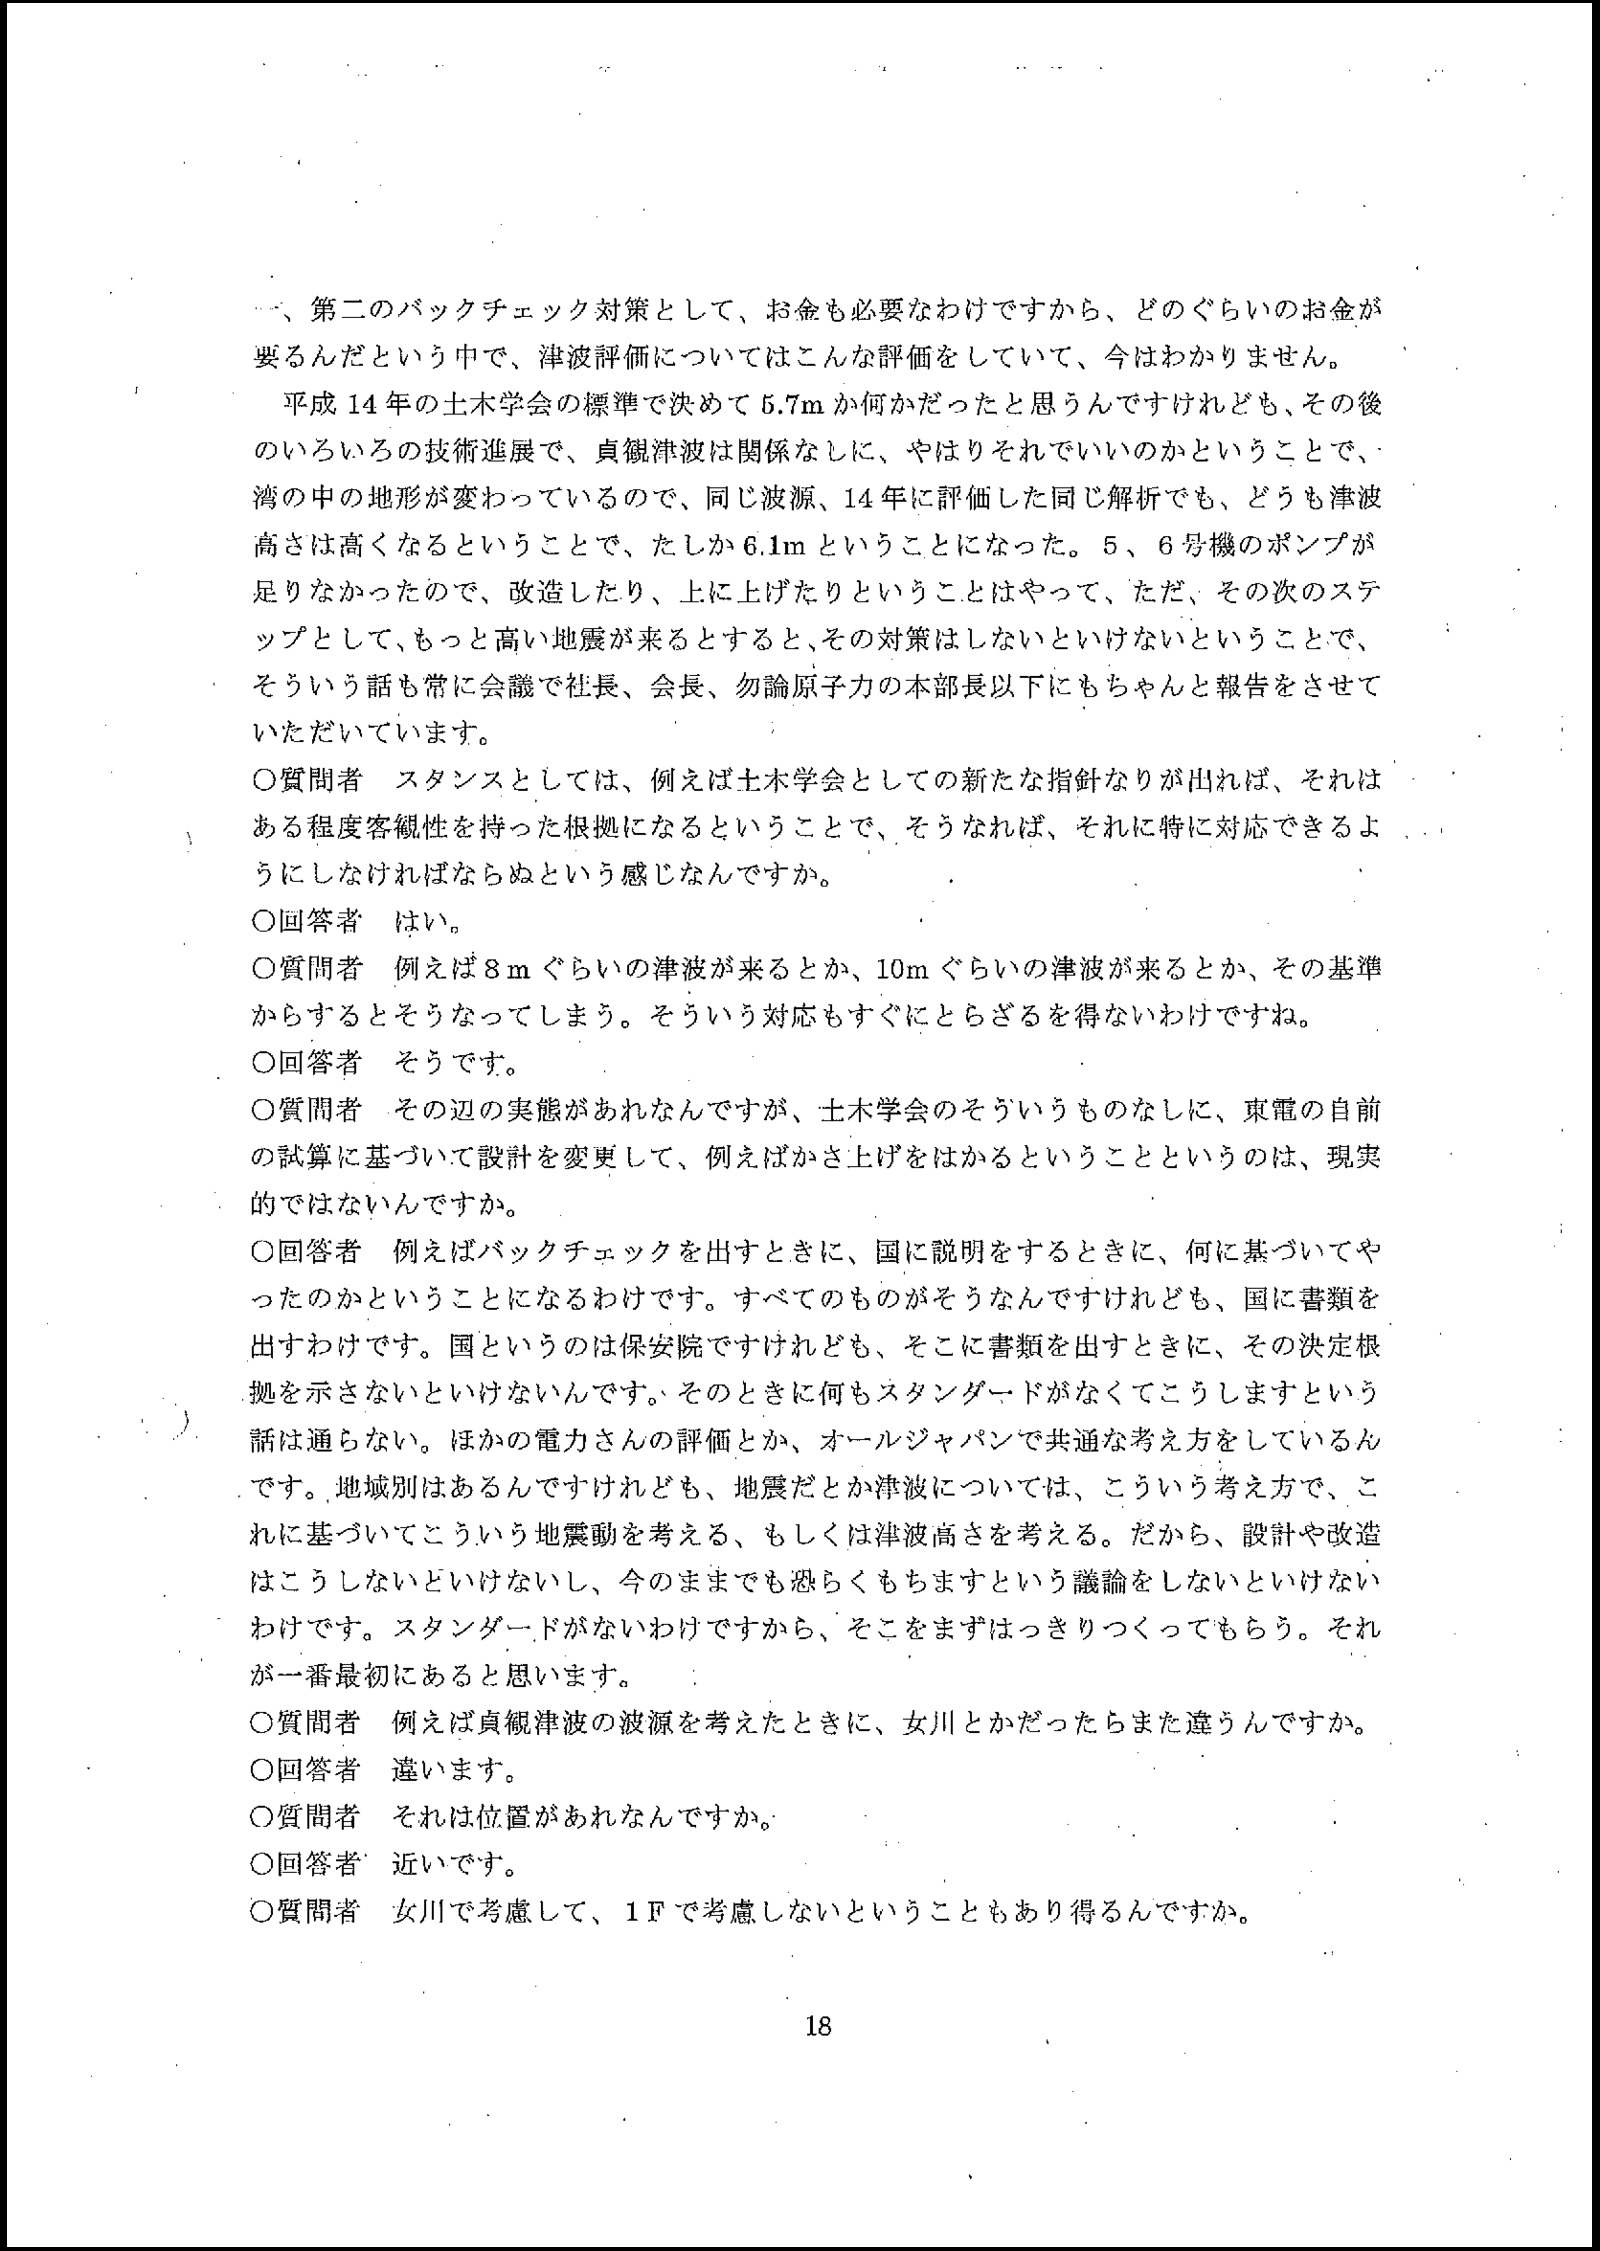 一、第二のバックチェック対策として、お金も必要なわけですから、どのぐらいのお金が
要るんだという中で、津波評価についてはこんな評価をしていて、今はわかりません。
　平成 14 年の土木学会の標準で決めて 5.7m か何かだったと思うんですけれども、その後
のいろいろの技術進展で、貞観津波は関係なしに、やはりそれでいいのかということで、
湾の中の地形が変わっているので、同じ波源、14 年に評価した同じ解析でも、どうも津波
高さは高くなるということで、たしか 6.1m ということになった。５、６号機のポンプが
足りなかったので、改造したり、上に上げたりということはやって、ただ、その次のステ
ップとして、もっと高い地震が来るとすると、その対策はしないといけないということで、
そういう話も常に会議で社長、会長、勿論原子力の本部長以下にもちゃんと報告をさせて
いただいています。
○質問者　スタンスとしては、例えば土木学会としての新たな指針なりが出れば、それは
ある程度客観性を持った根拠になるということで、そうなれば、それに特に対応できるよ
うにしなければならぬという感じなんですか。
○回答者　はい。
○質問者　例えば８m ぐらいの津波が来るとか、10m ぐらいの津波が来るとか、その基準
からするとそうなってしまう。そういう対応もすぐにとらざるを得ないわけですね。
○回答者　そうです。
○質問者　その辺の実態があれなんですが、土木学会のそういうものなしに、東電の自前
の試算に基づいて設計を変更して、例えばかさ上げをはかるということというのは、現実
的ではないんですか。
○回答者　例えばバックチェックを出すときに、国に説明をするときに、何に基づいてや
ったのかということになるわけです。すべてのものがそうなんですけれども、国に書類を
出すわけです。国というのは保安院ですけれども、そこに書類を出すときに、その決定根
拠を示さないといけないんです。そのときに何もスタンダードがなくてこうしますという
話は通らない。ほかの電力さんの評価とか、オールジャパンで共通な考え方をしているん
です。地域別はあるんですけれども、地震だとか津波については、こういう考え方で、こ
れに基づいてこういう地震動を考える、もしくは津波高さを考える。だから、設計や改造
はこうしないといけないし、今のままでも恐らくもちますという議論をしないといけない
わけです。スタンダードがないわけですから、そこをまずはっきりつくってもらう。それ
が一番最初にあると思います。
○質問者　例えば貞観津波の波源を考えたときに、女川とかだったらまた違うんですか。
○回答者　違います。
○質問者　それは位置があれなんですか。
○回答者　近いです。
○質問者　女川で考慮して、１F で考慮しないということもあり得るんですか。
18